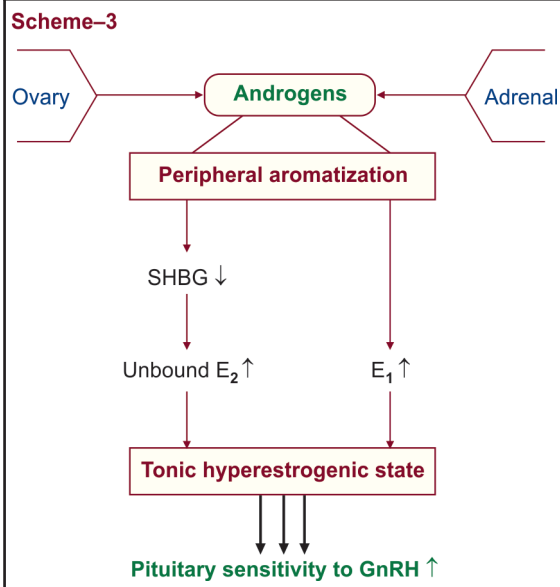 Scheme–3
Ovary Androgens Adrenal
Peripheral aromatization
SHBG ↓
Unbound E₂ ↑ E₁ ↑
Tonic hyperestrogenic state
Pituitary sensitivity to GnRH ↑